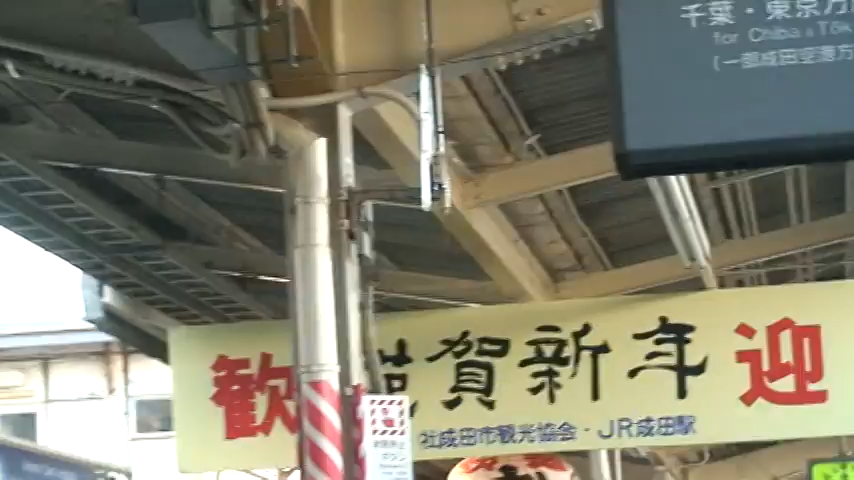 千葉・東京方
for Chiba & Tok
(一部成田空港方
歓 賀新年 迎
社成田市観光協会・JR成田駅